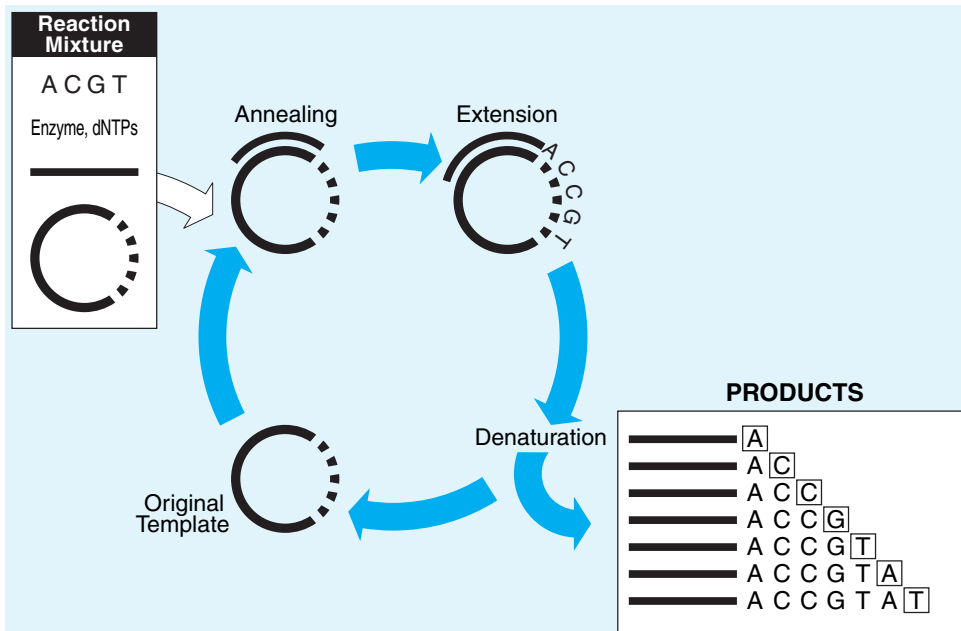 Reaction
Mixture
A C G T
Enzyme, dNTPs
Annealing
Extension
A C C G T
Denaturation
Original
Template
PRODUCTS
A
A C
A C C
A C C G
A C C G T
A C C G T A
A C C G T A T